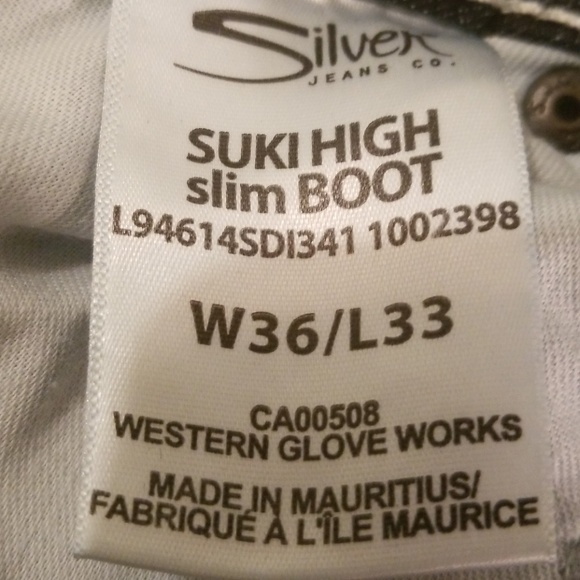 Silver
JEANS CO.
SUKI HIGH
slim BOOT
L94614SDI341 1002398
W36/L33
CA00508
WESTERN GLOVE WORKS
MADE IN MAURITIUS/
FABRIQUÉ À L'ÎLE MAURICE